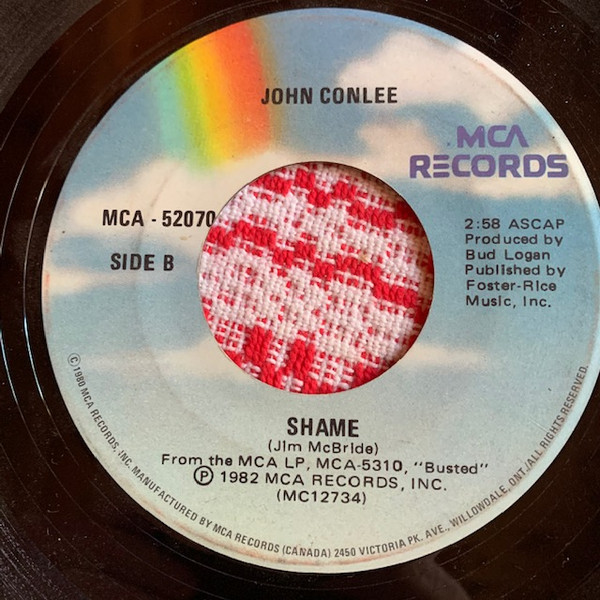 JOHN CONLEE
MCA
RECORDS
MCA - 52070
SIDE B
2:58 ASCAP
Produced by
Bud Logan
Published by
Foster-Rice
Music, Inc.
SHAME
(Jim McBride)
From the MCA LP, MCA-5310, "Busted"
Ⓟ 1982 MCA RECORDS, INC.
(MC12734)
©1980 MCA RECORDS, INC. MANUFACTURED BY MCA RECORDS (CANADA) 2450 VICTORIA PK. AVE., WILLOWDALE, ONT./ALL RIGHTS RESERVED.